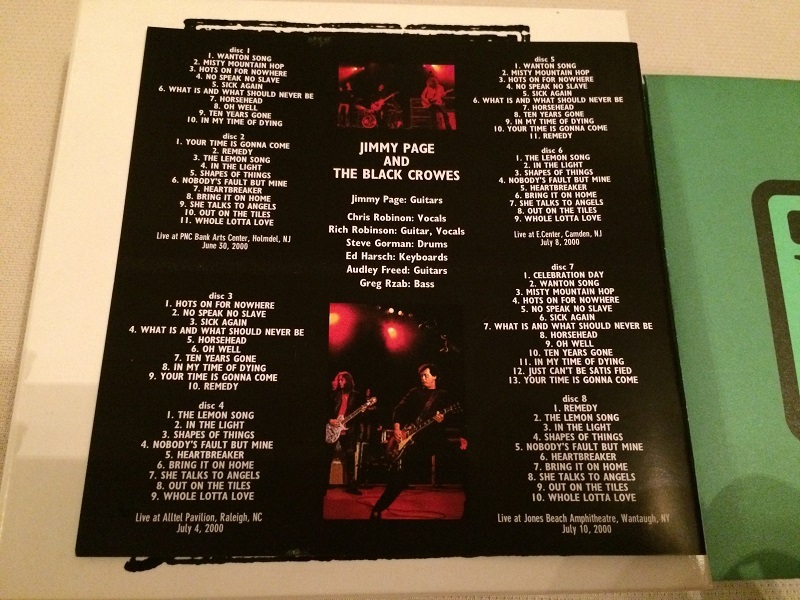 disc 1
1. WANTON SONG
2. MISTY MOUNTAIN HOP
3. HOTS ON FOR NOWHERE
4. NO SPEAK NO SLAVE
5. SICK AGAIN
6. WHAT IS AND WHAT SHOULD NEVER BE
7. HORSEHEAD
8. OH WELL
9. TEN YEARS GONE
10. IN MY TIME OF DYING
disc 2
1. YOUR TIME IS GONNA COME
2. REMEDY
3. THE LEMON SONG
4. IN THE LIGHT
5. SHAPES OF THINGS
6. NOBODY'S FAULT BUT MINE
7. HEARTBREAKER
8. BRING IT ON HOME
9. SHE TALKS TO ANGELS
10. OUT ON THE TILES
11. WHOLE LOTTA LOVE
Live at PNC Bank Arts Center, Holmdel, NJ
June 30, 2000
disc 3
1. HOTS ON FOR NOWHERE
2. NO SPEAK NO SLAVE
3. SICK AGAIN
4. WHAT IS AND WHAT SHOULD NEVER BE
5. HORSEHEAD
6. OH WELL
7. TEN YEARS GONE
8. IN MY TIME OF DYING
9. YOUR TIME IS GONNA COME
10. REMEDY
disc 4
1. THE LEMON SONG
2. IN THE LIGHT
3. SHAPES OF THINGS
4. NOBODY'S FAULT BUT MINE
5. HEARTBREAKER
6. BRING IT ON HOME
7. SHE TALKS TO ANGELS
8. OUT ON THE TILES
9. WHOLE LOTTA LOVE
Live at Alltel Pavilion, Raleigh, NC
July 4, 2000
JIMMY PAGE
AND
THE BLACK CROWES
Jimmy Page: Guitars
Chris Robinon: Vocals
Rich Robinson: Guitar, Vocals
Steve Gorman: Drums
Ed Harsch: Keyboards
Audley Freed: Guitars
Greg Rzab: Bass
disc 5
1. WANTON SONG
2. MISTY MOUNTAIN HOP
3. HOTS ON FOR NOWHERE
4. NO SPEAK NO SLAVE
5. SICK AGAIN
6. WHAT IS AND WHAT SHOULD NEVER BE
7. HORSEHEAD
8. TEN YEARS GONE
9. IN MY TIME OF DYING
10. YOUR TIME IS GONNA COME
11. REMEDY
disc 6
1. THE LEMON SONG
2. IN THE LIGHT
3. SHAPES OF THINGS
4. NOBODY'S FAULT BUT MINE
5. HEARTBREAKER
6. BRING IT ON HOME
7. SHE TALKS TO ANGELS
8. OUT ON THE TILES
9. WHOLE LOTTA LOVE
Live at E.Center, Camden, NJ
July 8, 2000
disc 7
1. CELEBRATION DAY
2. WANTON SONG
3. MISTY MOUNTAIN HOP
4. HOTS ON FOR NOWHERE
5. NO SPEAK NO SLAVE
6. SICK AGAIN
7. WHAT IS AND WHAT SHOULD NEVER BE
8. HORSEHEAD
9. OH WELL
10. TEN YEARS GONE
11. IN MY TIME OF DYING
12. JUST CAN'T BE SATIS FIED
13. YOUR TIME IS GONNA COME
disc 8
1. REMEDY
2. THE LEMON SONG
3. IN THE LIGHT
4. SHAPES OF THINGS
5. NOBODY'S FAULT BUT MINE
6. HEARTBREAKER
7. BRING IT ON HOME
8. SHE TALKS TO ANGELS
9. OUT ON THE TILES
10. WHOLE LOTTA LOVE
Live at Jones Beach Amphitheatre, Wantaugh, NY
July 10, 2000